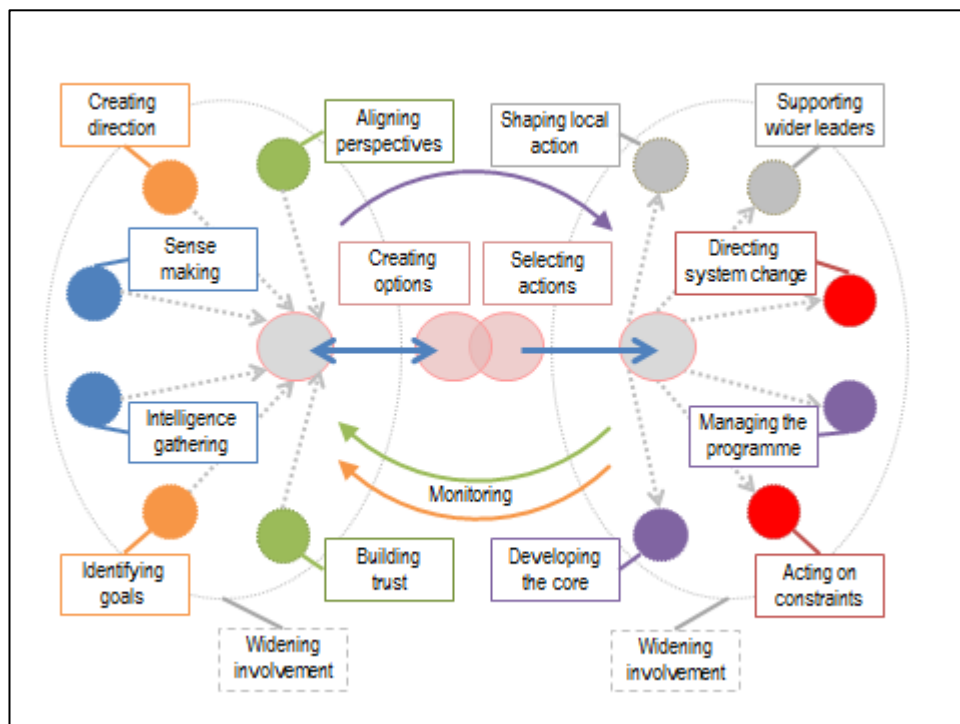 Creating
direction
Aligning
perspectives
Shaping local
action
Supporting
wider leaders
Sense
making
Creating
options
Selecting
actions
Directing
system change
Intelligence
gathering
Managing the
programme
Monitoring
Identifying
goals
Building
trust
Developing
the core
Acting on
constraints
Widening
involvement
Widening
involvement